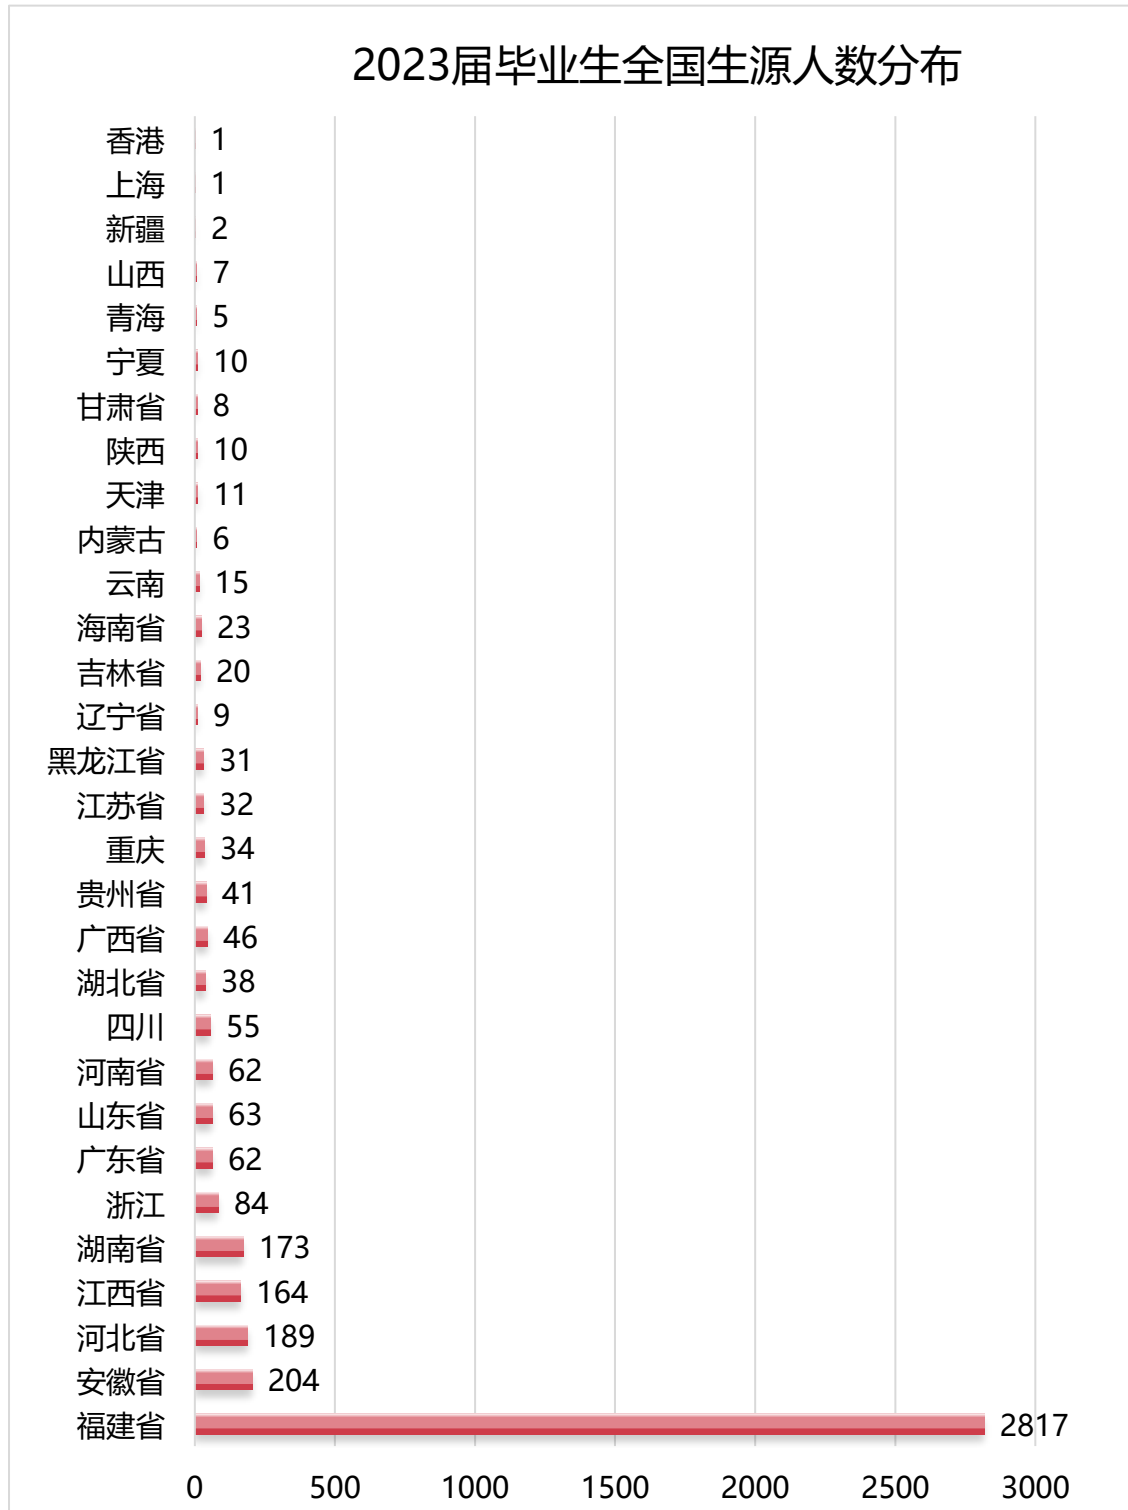 2023届毕业生全国生源人数分布
香港 1
上海 1
新疆 2
山西 7
青海 5
宁夏 10
甘肃省 8
陕西 10
天津 11
内蒙古 6
云南 15
海南省 23
吉林省 20
辽宁省 9
黑龙江省 31
江苏省 32
重庆 34
贵州省 41
广西省 46
湖北省 38
四川 55
河南省 62
山东省 63
广东省 62
浙江 84
湖南省 173
江西省 164
河北省 189
安徽省 204
福建省 2817
0 500 1000 1500 2000 2500 3000